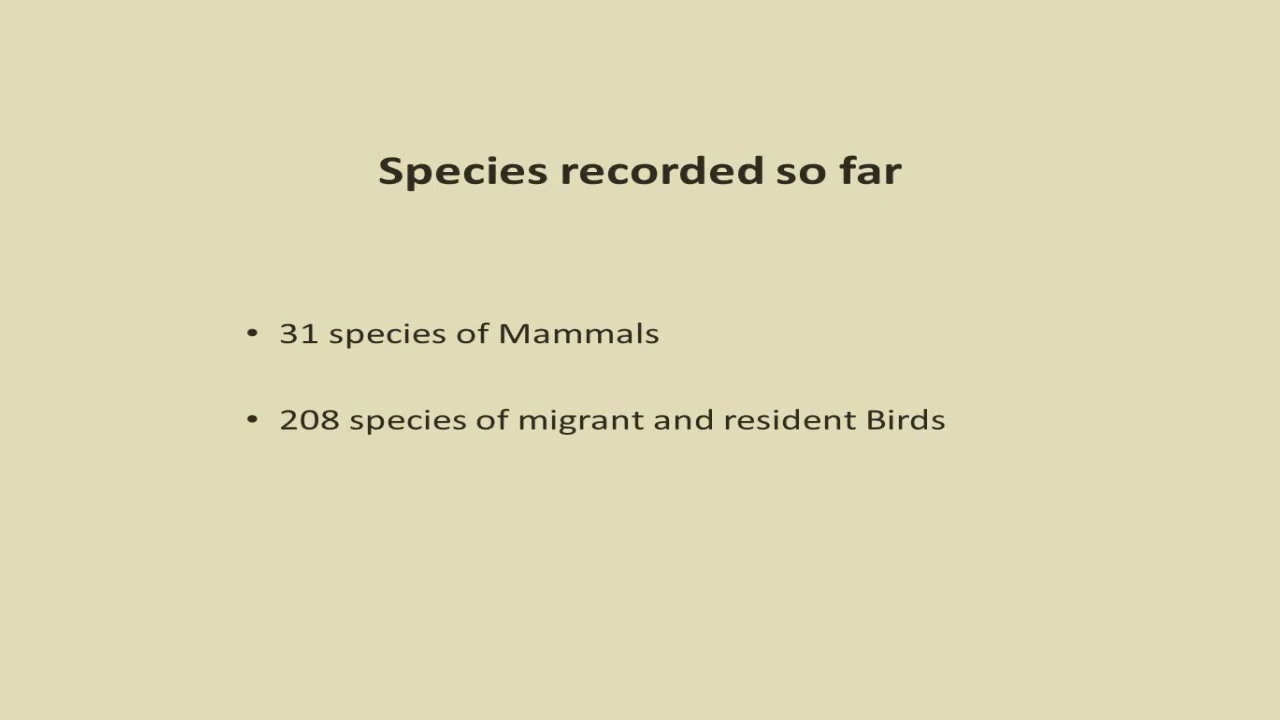 Species recorded so far
• 31 species of Mammals
• 208 species of migrant and resident Birds